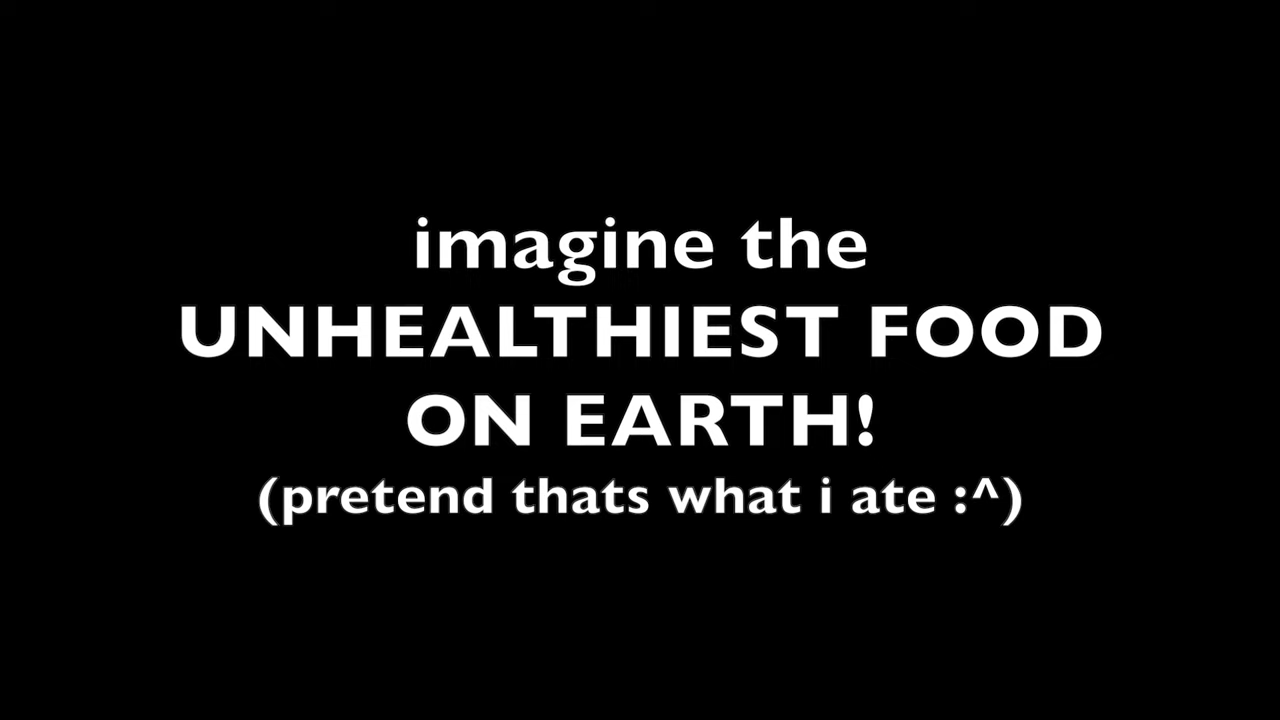 imagine the
UNHEALTHIEST FOOD
ON EARTH!
(pretend thats what i ate :^)